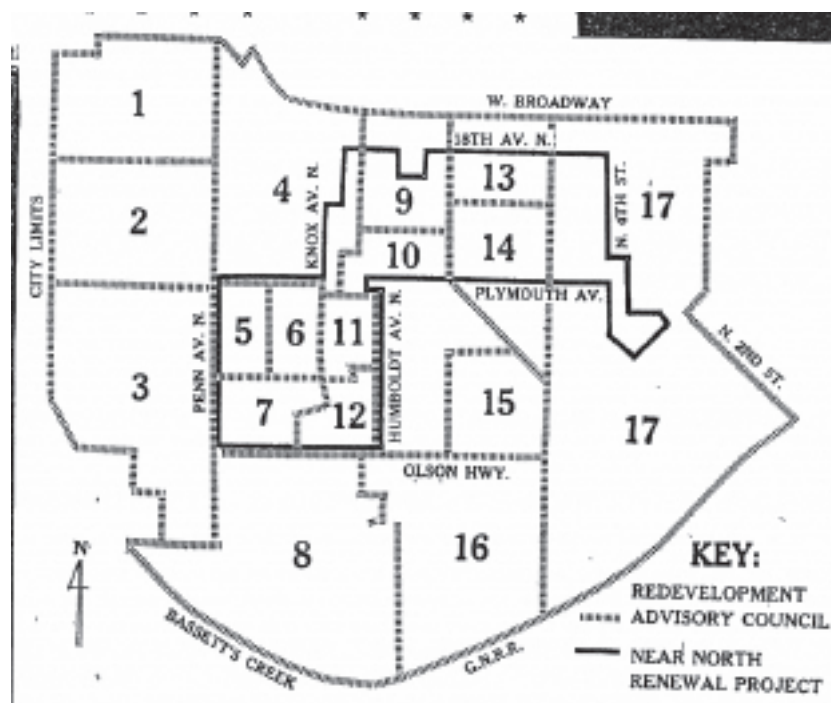 * * * * * * *
W. BROADWAY
18TH AV. N.
1
2
3
4
9
13
17
10
14
5
6
11
7
12
15
17
8
16
CITY LIMITS
KNOX AV. N.
N. 4TH ST.
PLYMOUTH AV.
PENN AV. N.
HUMBOLDT AV. N.
N. 2ND ST.
OLSON HWY.
BASSETT'S CREEK
G.N.R.R.
N
KEY:
REDEVELOPMENT
ADVISORY COUNCIL
NEAR NORTH
RENEWAL PROJECT